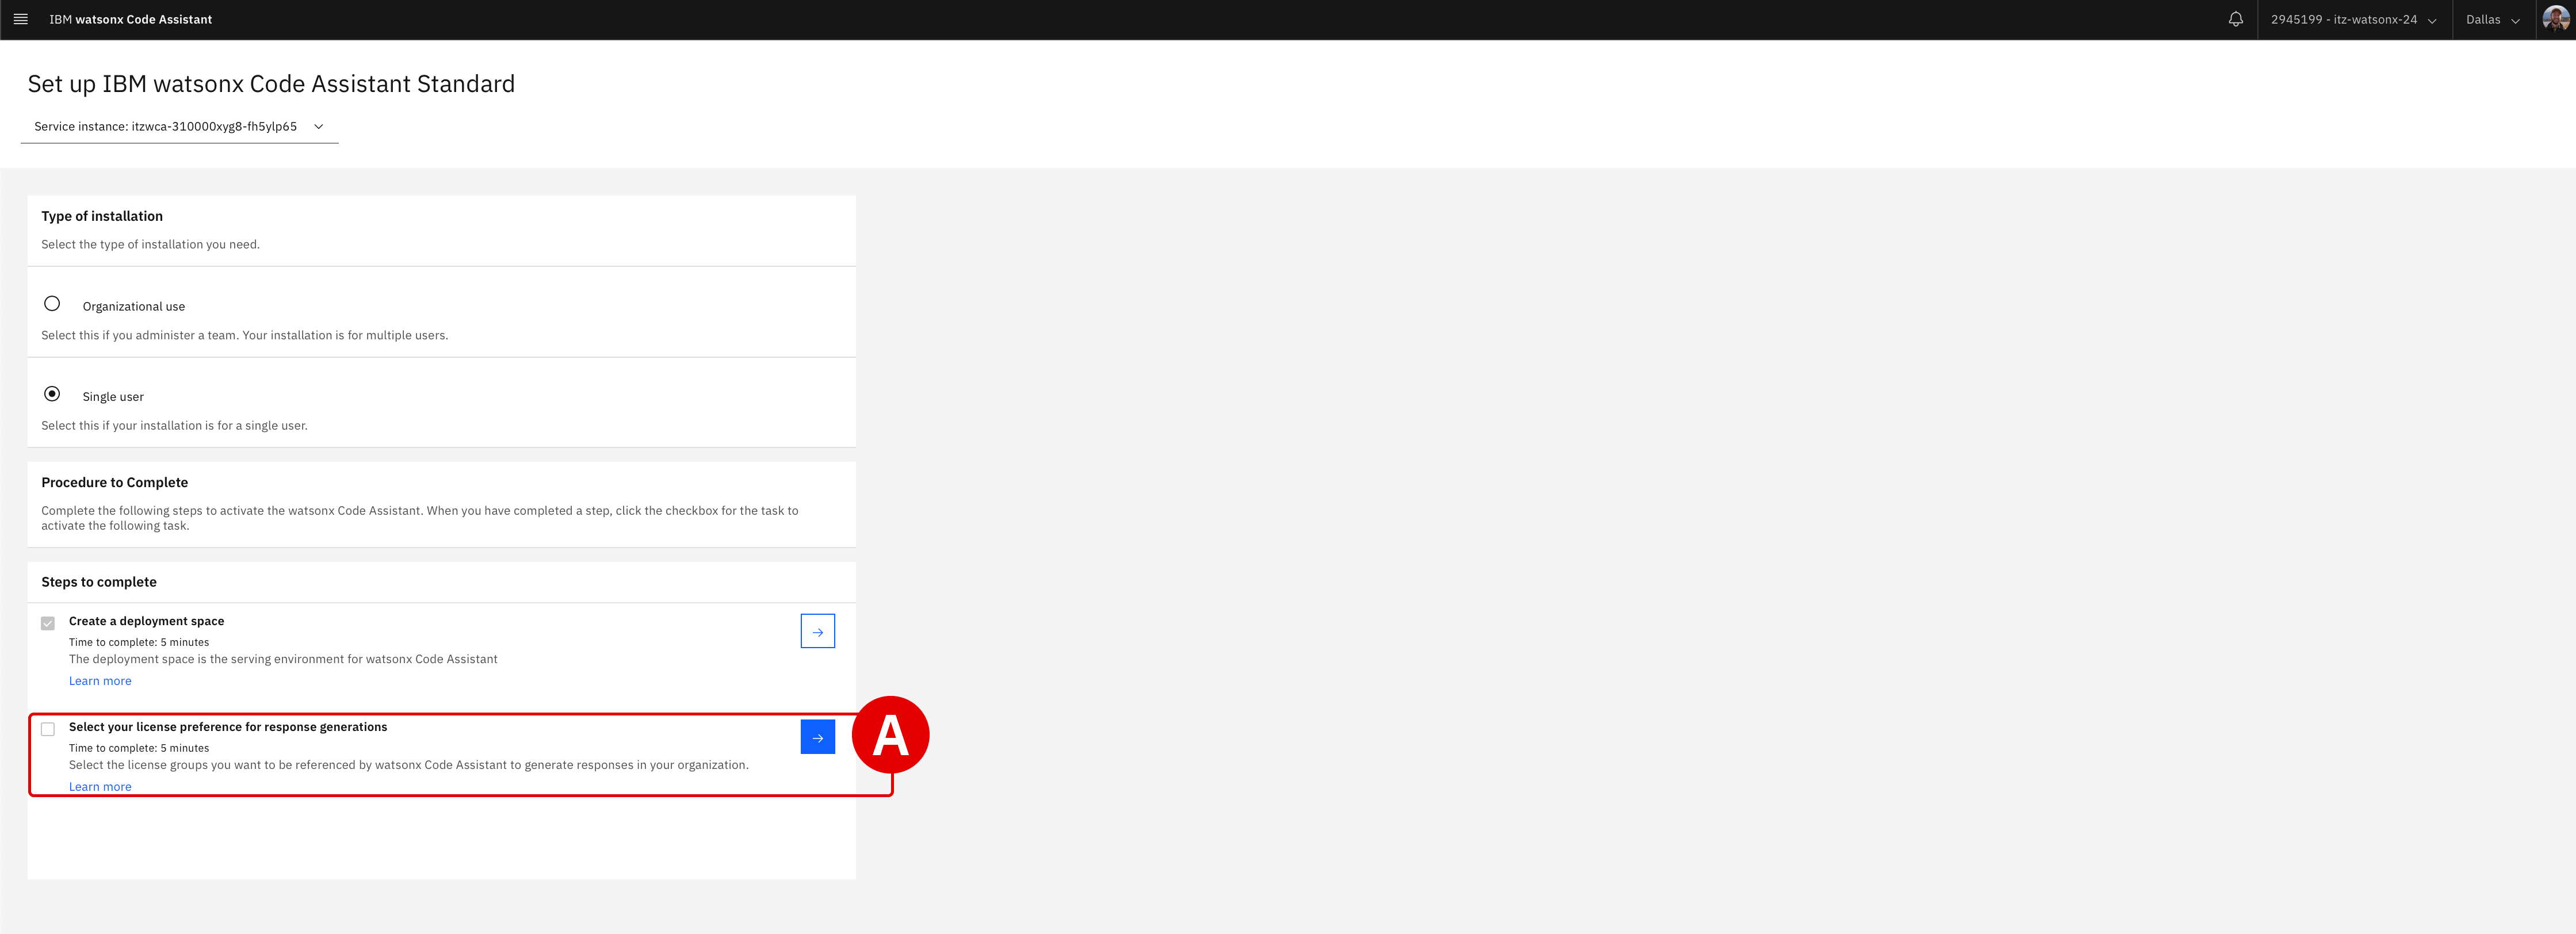 IBM watsonx Code Assistant
2945199 - itz-watsonx-24
Dallas
Set up IBM watsonx Code Assistant Standard
Service instance: itzwca-310000xyg8-fh5ylp65
Type of installation
Select the type of installation you need.
Organizational use
Select this if you administer a team. Your installation is for multiple users.
Single user
Select this if your installation is for a single user.
Procedure to Complete
Complete the following steps to activate the watsonx Code Assistant. When you have completed a step, click the checkbox for the task to
activate the following task.
Steps to complete
Create a deployment space
Time to complete: 5 minutes
The deployment space is the serving environment for watsonx Code Assistant
Learn more
Select your license preference for response generations
A
Time to complete: 5 minutes
Select the license groups you want to be referenced by watsonx Code Assistant to generate responses in your organization.
Learn more